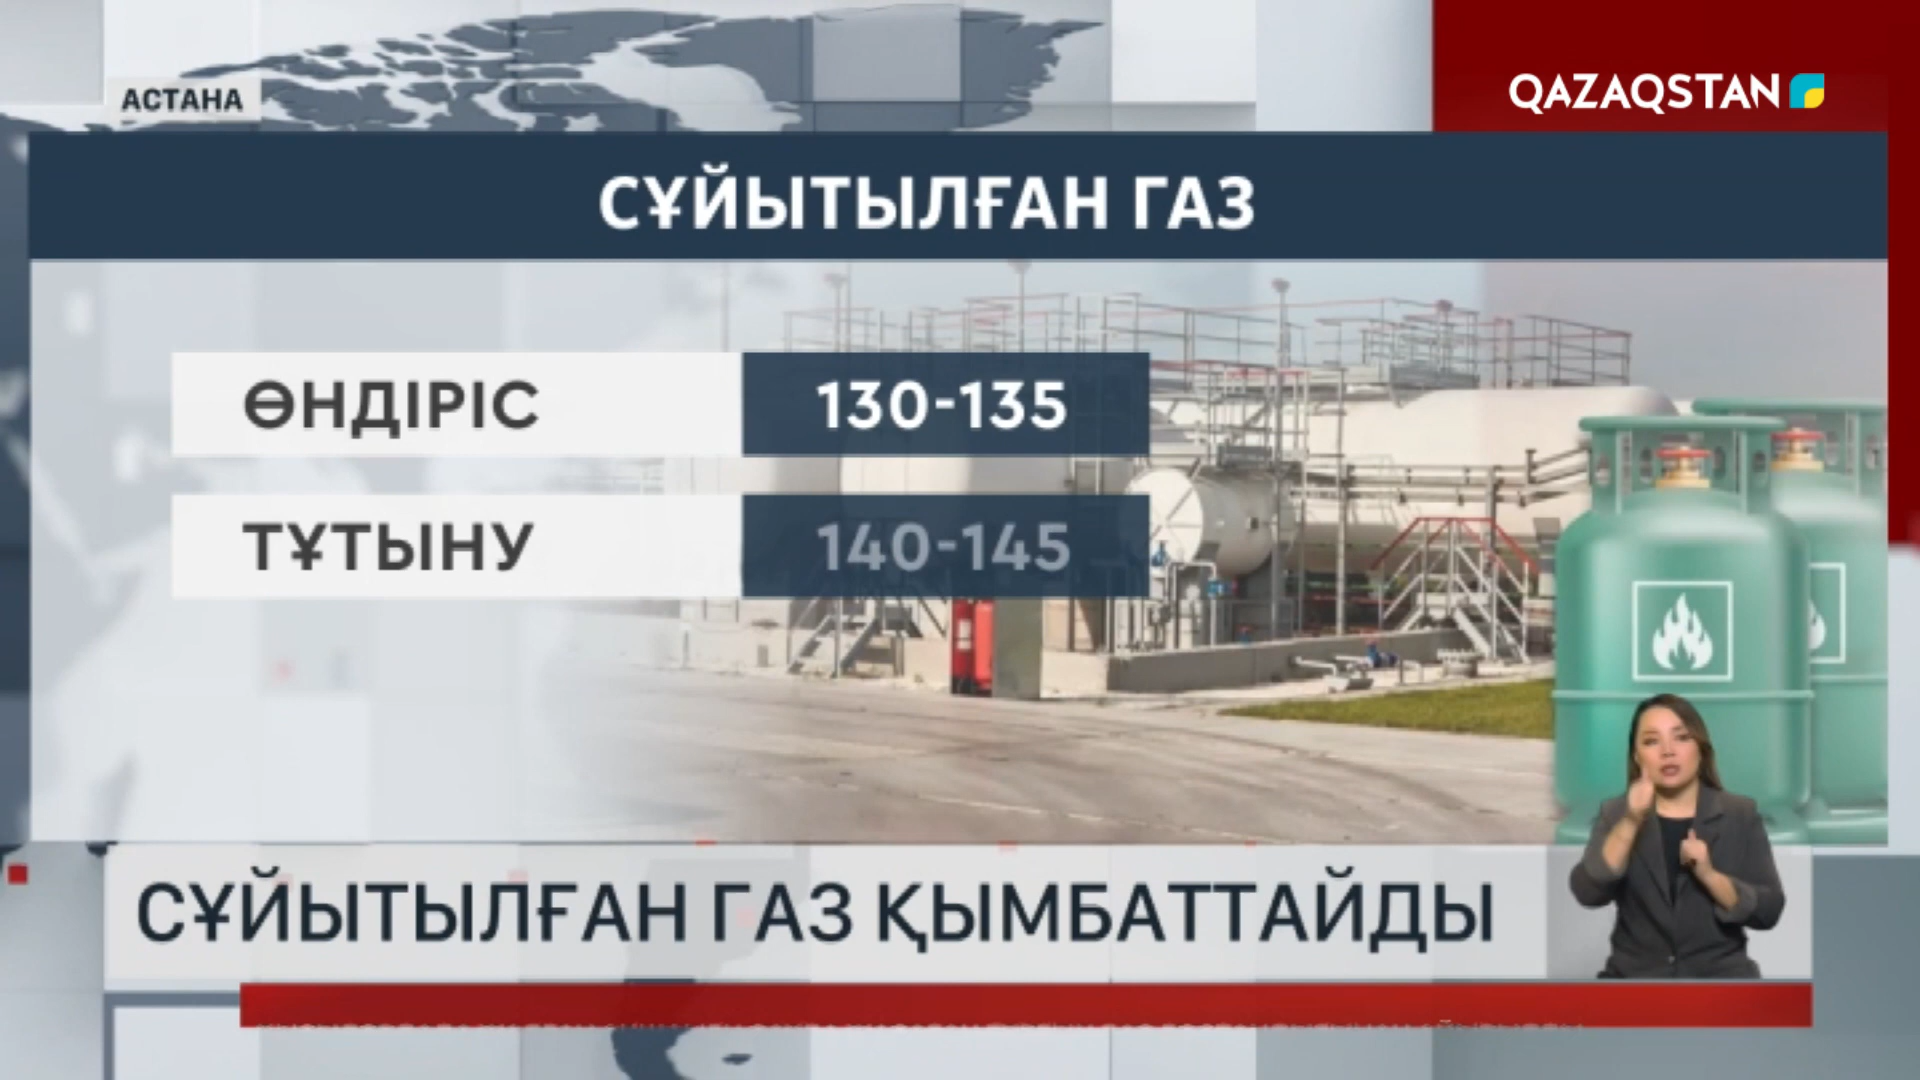 АСТАНА
QAZAQSTAN
СҰЙЫТЫЛҒАН ГАЗ
ӨНДІРІС 130-135
ТҰТЫНУ 140-145
СҰЙЫТЫЛҒАН ГАЗ ҚЫМБАТТАЙДЫ